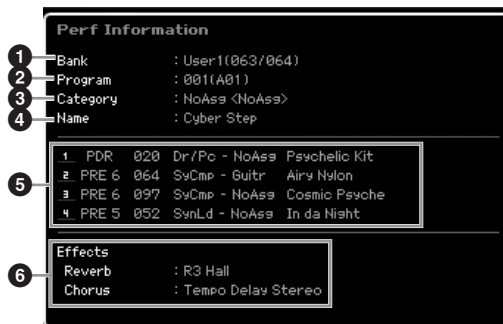 Perf Information
1 Bank : User1(063/064)
2 Program : 001(A01)
3 Category : NoAsg <NoAsg>
4 Name : Cyber Step
5
1 PDR 020 Dr/Pc - NoAsg Psychelic Kit
2 PRE 6 064 SyCmp - Guitr Airy Nylon
3 PRE 6 097 SyCmp - NoAsg Cosmic Psyche
4 PRE 5 052 SynLd - NoAsg In da Night
6
Effects
Reverb : R3 Hall
Chorus : Tempo Delay Stereo